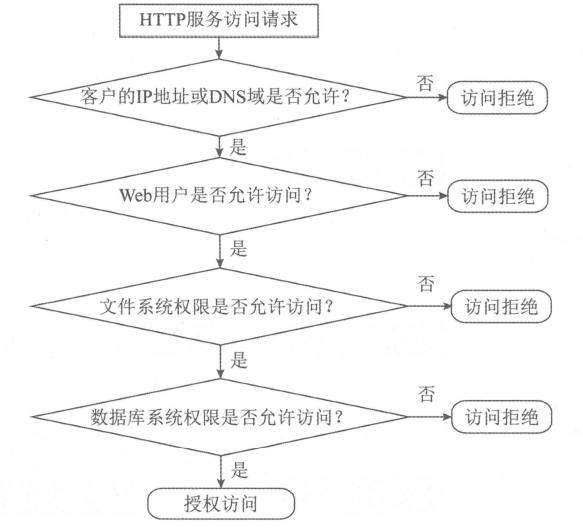 HTTP服务访问请求
客户的IP地址或DNS域是否允许？
否
访问拒绝
是
Web用户是否允许访问？
否
访问拒绝
是
文件系统权限是否允许访问？
否
访问拒绝
是
数据库系统权限是否允许访问？
否
访问拒绝
是
授权访问